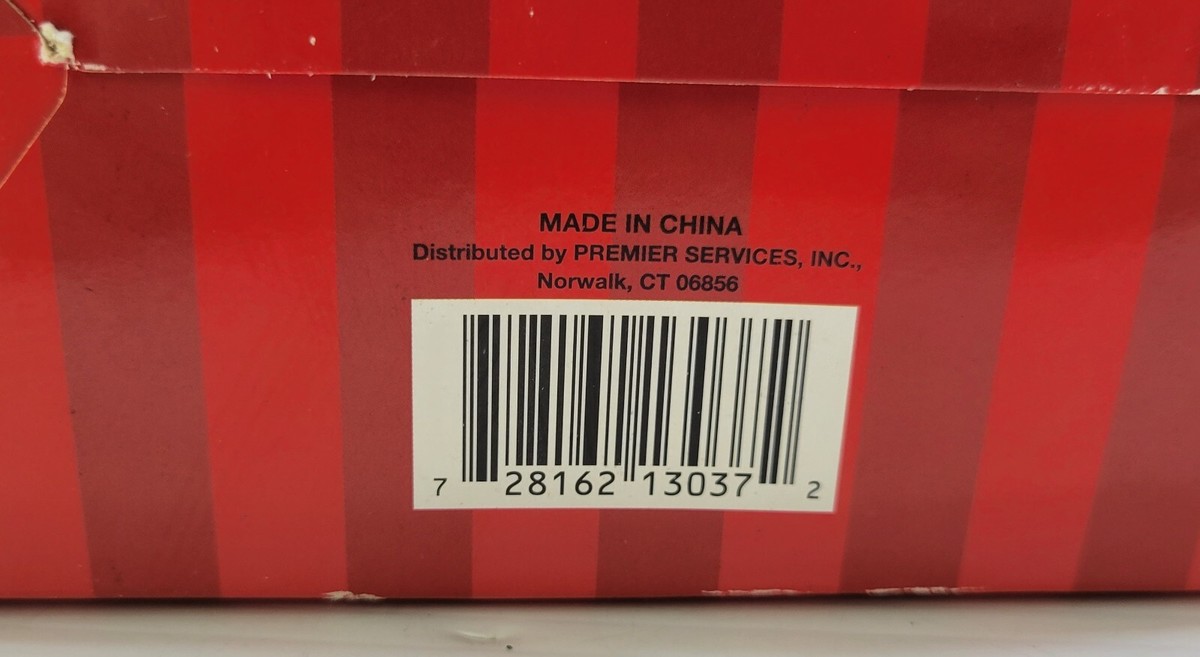 MADE IN CHINA
Distributed by PREMIER SERVICES, INC.,
Norwalk, CT 06856
7 28162 13037 2